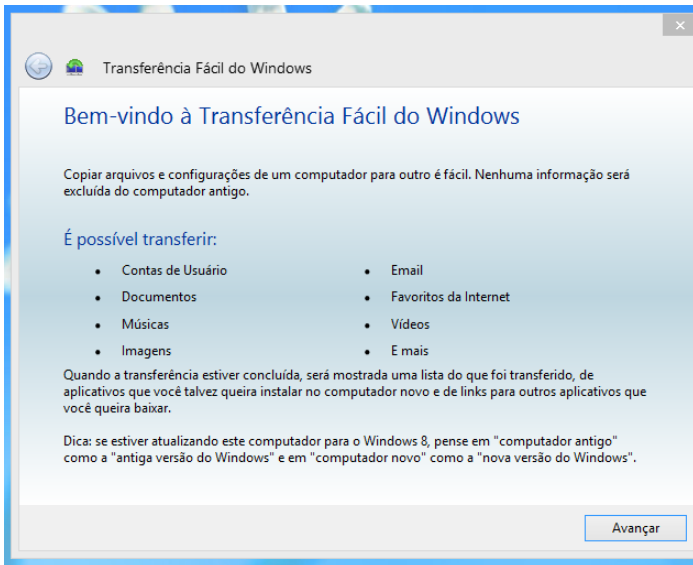 Transferência Fácil do Windows
Bem-vindo à Transferência Fácil do Windows
Copiar arquivos e configurações de um computador para outro é fácil. Nenhuma informação será
excluída do computador antigo.
É possível transferir:
• Contas de Usuário
• Documentos
• Músicas
• Imagens
• Email
• Favoritos da Internet
• Vídeos
• E mais
Quando a transferência estiver concluída, será mostrada uma lista do que foi transferido, de
aplicativos que você talvez queira instalar no computador novo e de links para outros aplicativos que
você queira baixar.
Dica: se estiver atualizando este computador para o Windows 8, pense em "computador antigo"
como a "antiga versão do Windows" e em "computador novo" como a "nova versão do Windows".
Avançar